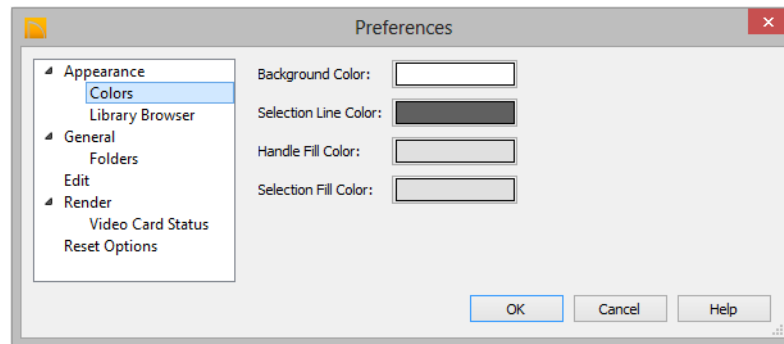 Preferences
Appearance
Colors
Library Browser
General
Folders
Edit
Render
Video Card Status
Reset Options
Background Color:
Selection Line Color:
Handle Fill Color:
Selection Fill Color:
OK
Cancel
Help